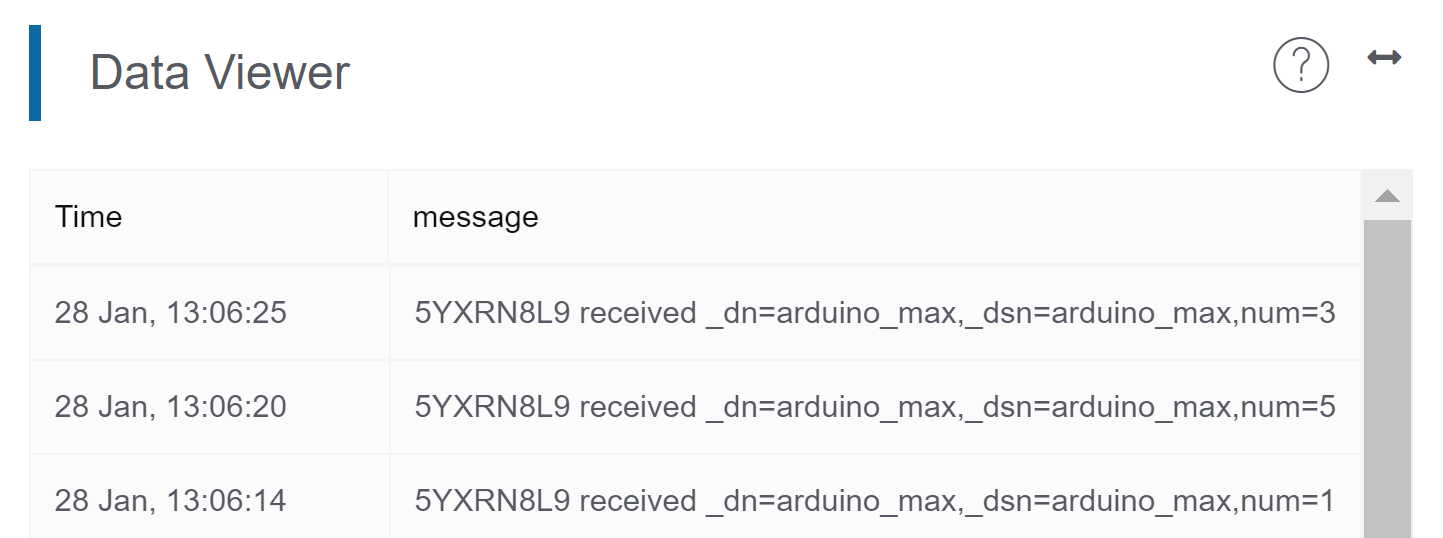 Data Viewer
?
Time message
28 Jan, 13:06:25 5YXRN8L9 received _dn=arduino_max,_dsn=arduino_max,num=3
28 Jan, 13:06:20 5YXRN8L9 received _dn=arduino_max,_dsn=arduino_max,num=5
28 Jan, 13:06:14 5YXRN8L9 received _dn=arduino_max,_dsn=arduino_max,num=1